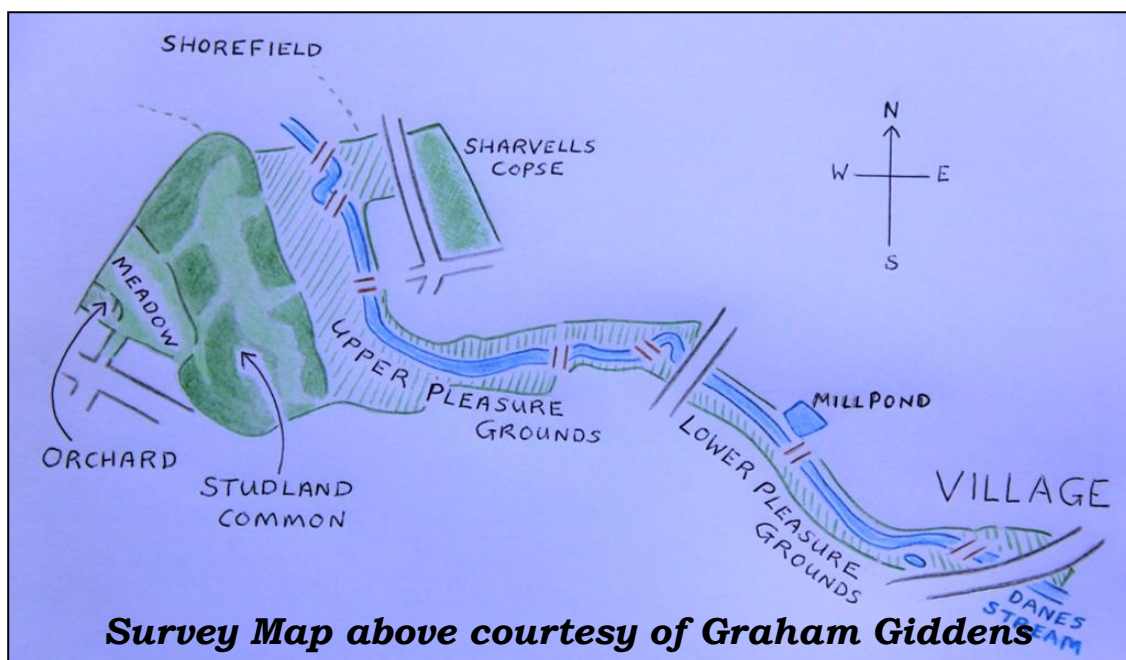 SHOREFIELD
SHARVELLS
COPSE
N
W E
S
MEADOW
ORCHARD
STUDLAND
COMMON
UPPER PLEASURE
GROUNDS
MILLPOND
LOWER PLEASURE
GROUNDS
VILLAGE
DANES
STREAM
Survey Map above courtesy of Graham Giddens